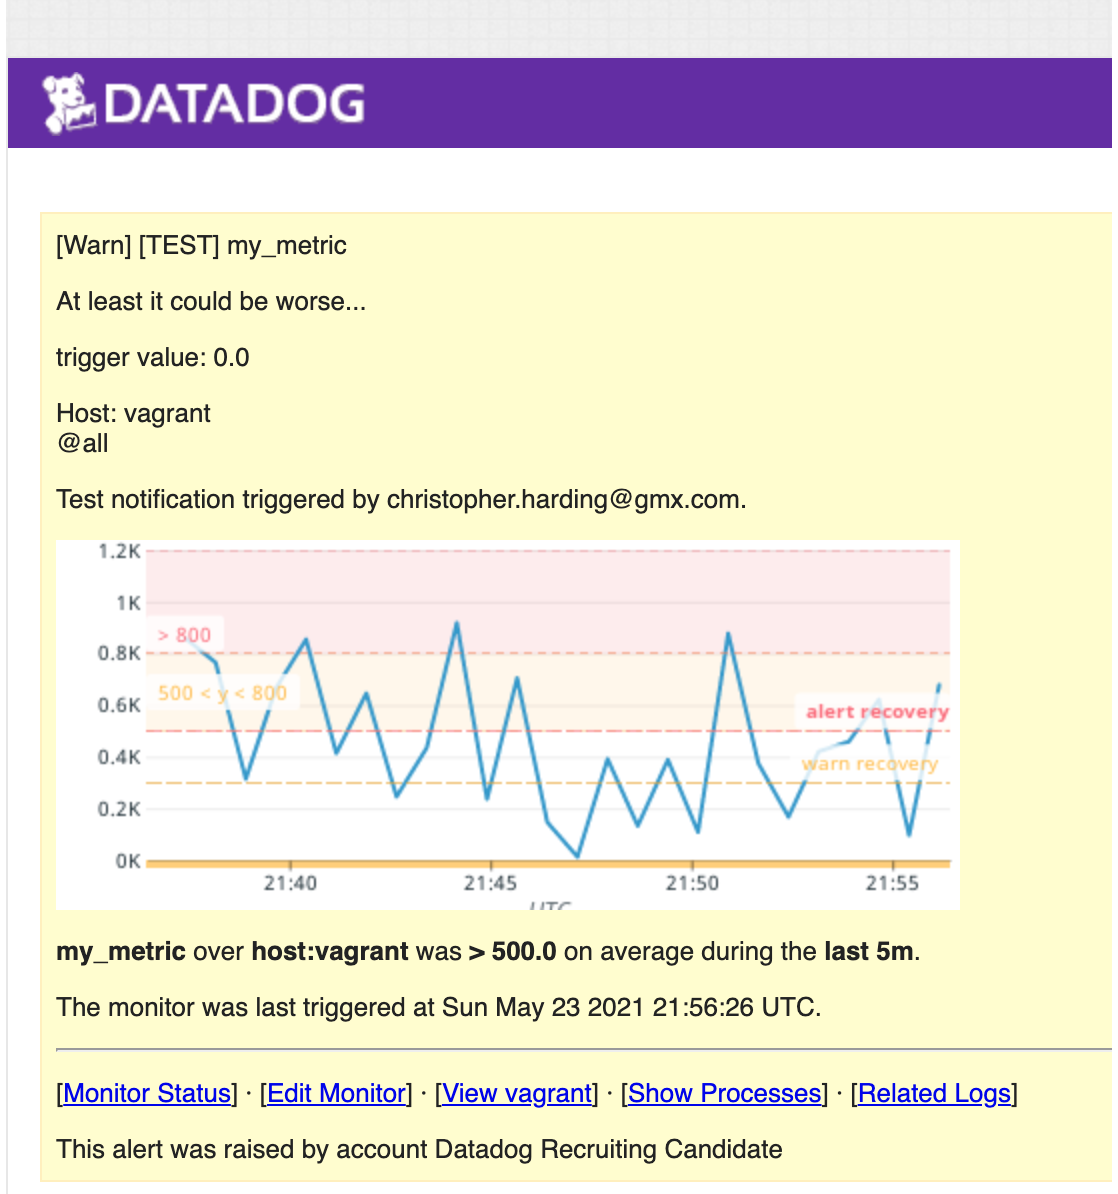 DATADOG
[Warn] [TEST] my_metric
At least it could be worse...
trigger value: 0.0
Host: vagrant
@all
Test notification triggered by christopher.harding@gmx.com.
1.2K
1K
> 800
0.8K
500 < y < 800
0.6K
alert recovery
0.4K
warn recovery
0.2K
0K
21:40 21:45 21:50 21:55
UTC
my_metric over host:vagrant was > 500.0 on average during the last 5m.
The monitor was last triggered at Sun May 23 2021 21:56:26 UTC.
[Monitor Status] · [Edit Monitor] · [View vagrant] · [Show Processes] · [Related Logs]
This alert was raised by account Datadog Recruiting Candidate